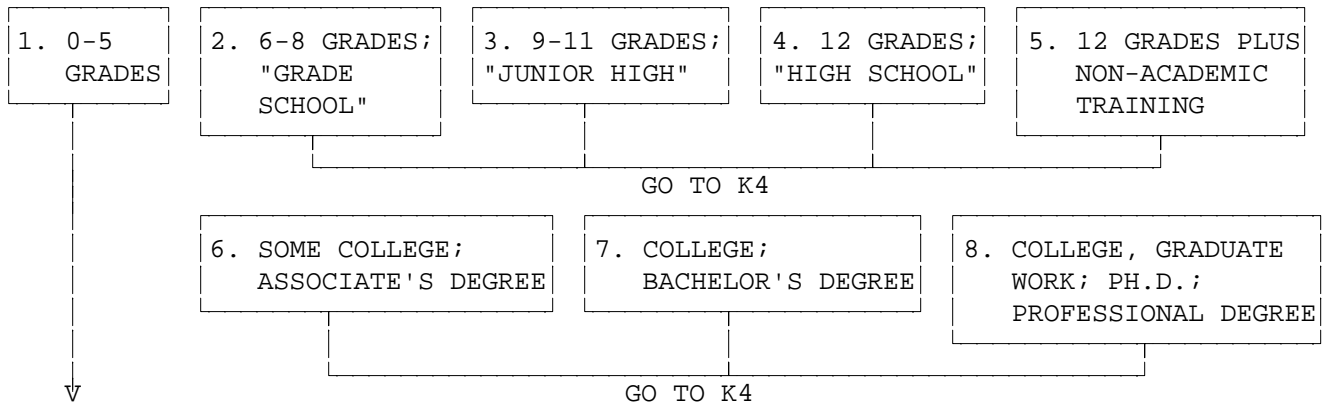 1. 0-5 GRADES
2. 6-8 GRADES; "GRADE SCHOOL"
3. 9-11 GRADES; "JUNIOR HIGH"
4. 12 GRADES; "HIGH SCHOOL"
5. 12 GRADES PLUS NON-ACADEMIC TRAINING
GO TO K4
6. SOME COLLEGE; ASSOCIATE'S DEGREE
7. COLLEGE; BACHELOR'S DEGREE
8. COLLEGE, GRADUATE WORK; PH.D.; PROFESSIONAL DEGREE
V
GO TO K4